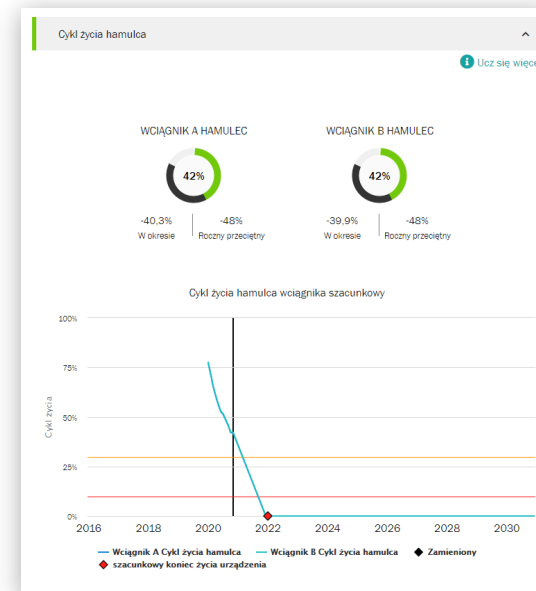 Cykl życia hamulca
Ucz się więce
WCIĄGNIK A HAMULEC
WCIĄGNIK B HAMULEC
42%
42%
-40,3%
-48%
-39,9%
-48%
W okresie
Roczny przeciętny
W okresie
Roczny przeciętny
Cykl życia hamulca wciągnika szacunkowy
100%
75%
50%
25%
0%
Cykl życia
2016 2018 2020 2022 2024 2026 2028 2030
Wciągnik A Cykl życia hamulca
Wciągnik B Cykl życia hamulca
Zamieniony
szacunkowy koniec życia urządzenia